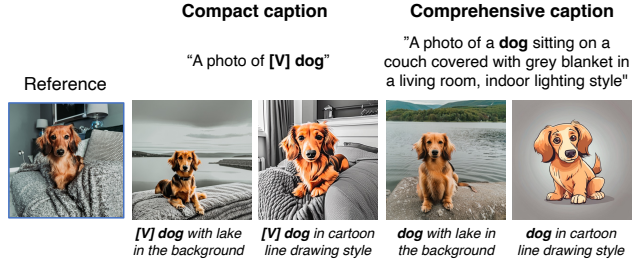 Compact caption
Comprehensive caption
“A photo of [V] dog”
"A photo of a dog sitting on a
couch covered with grey blanket in
a living room, indoor lighting style"
Reference
[V] dog with lake
in the background
[V] dog in cartoon
line drawing style
dog with lake in
the background
dog in cartoon
line drawing style